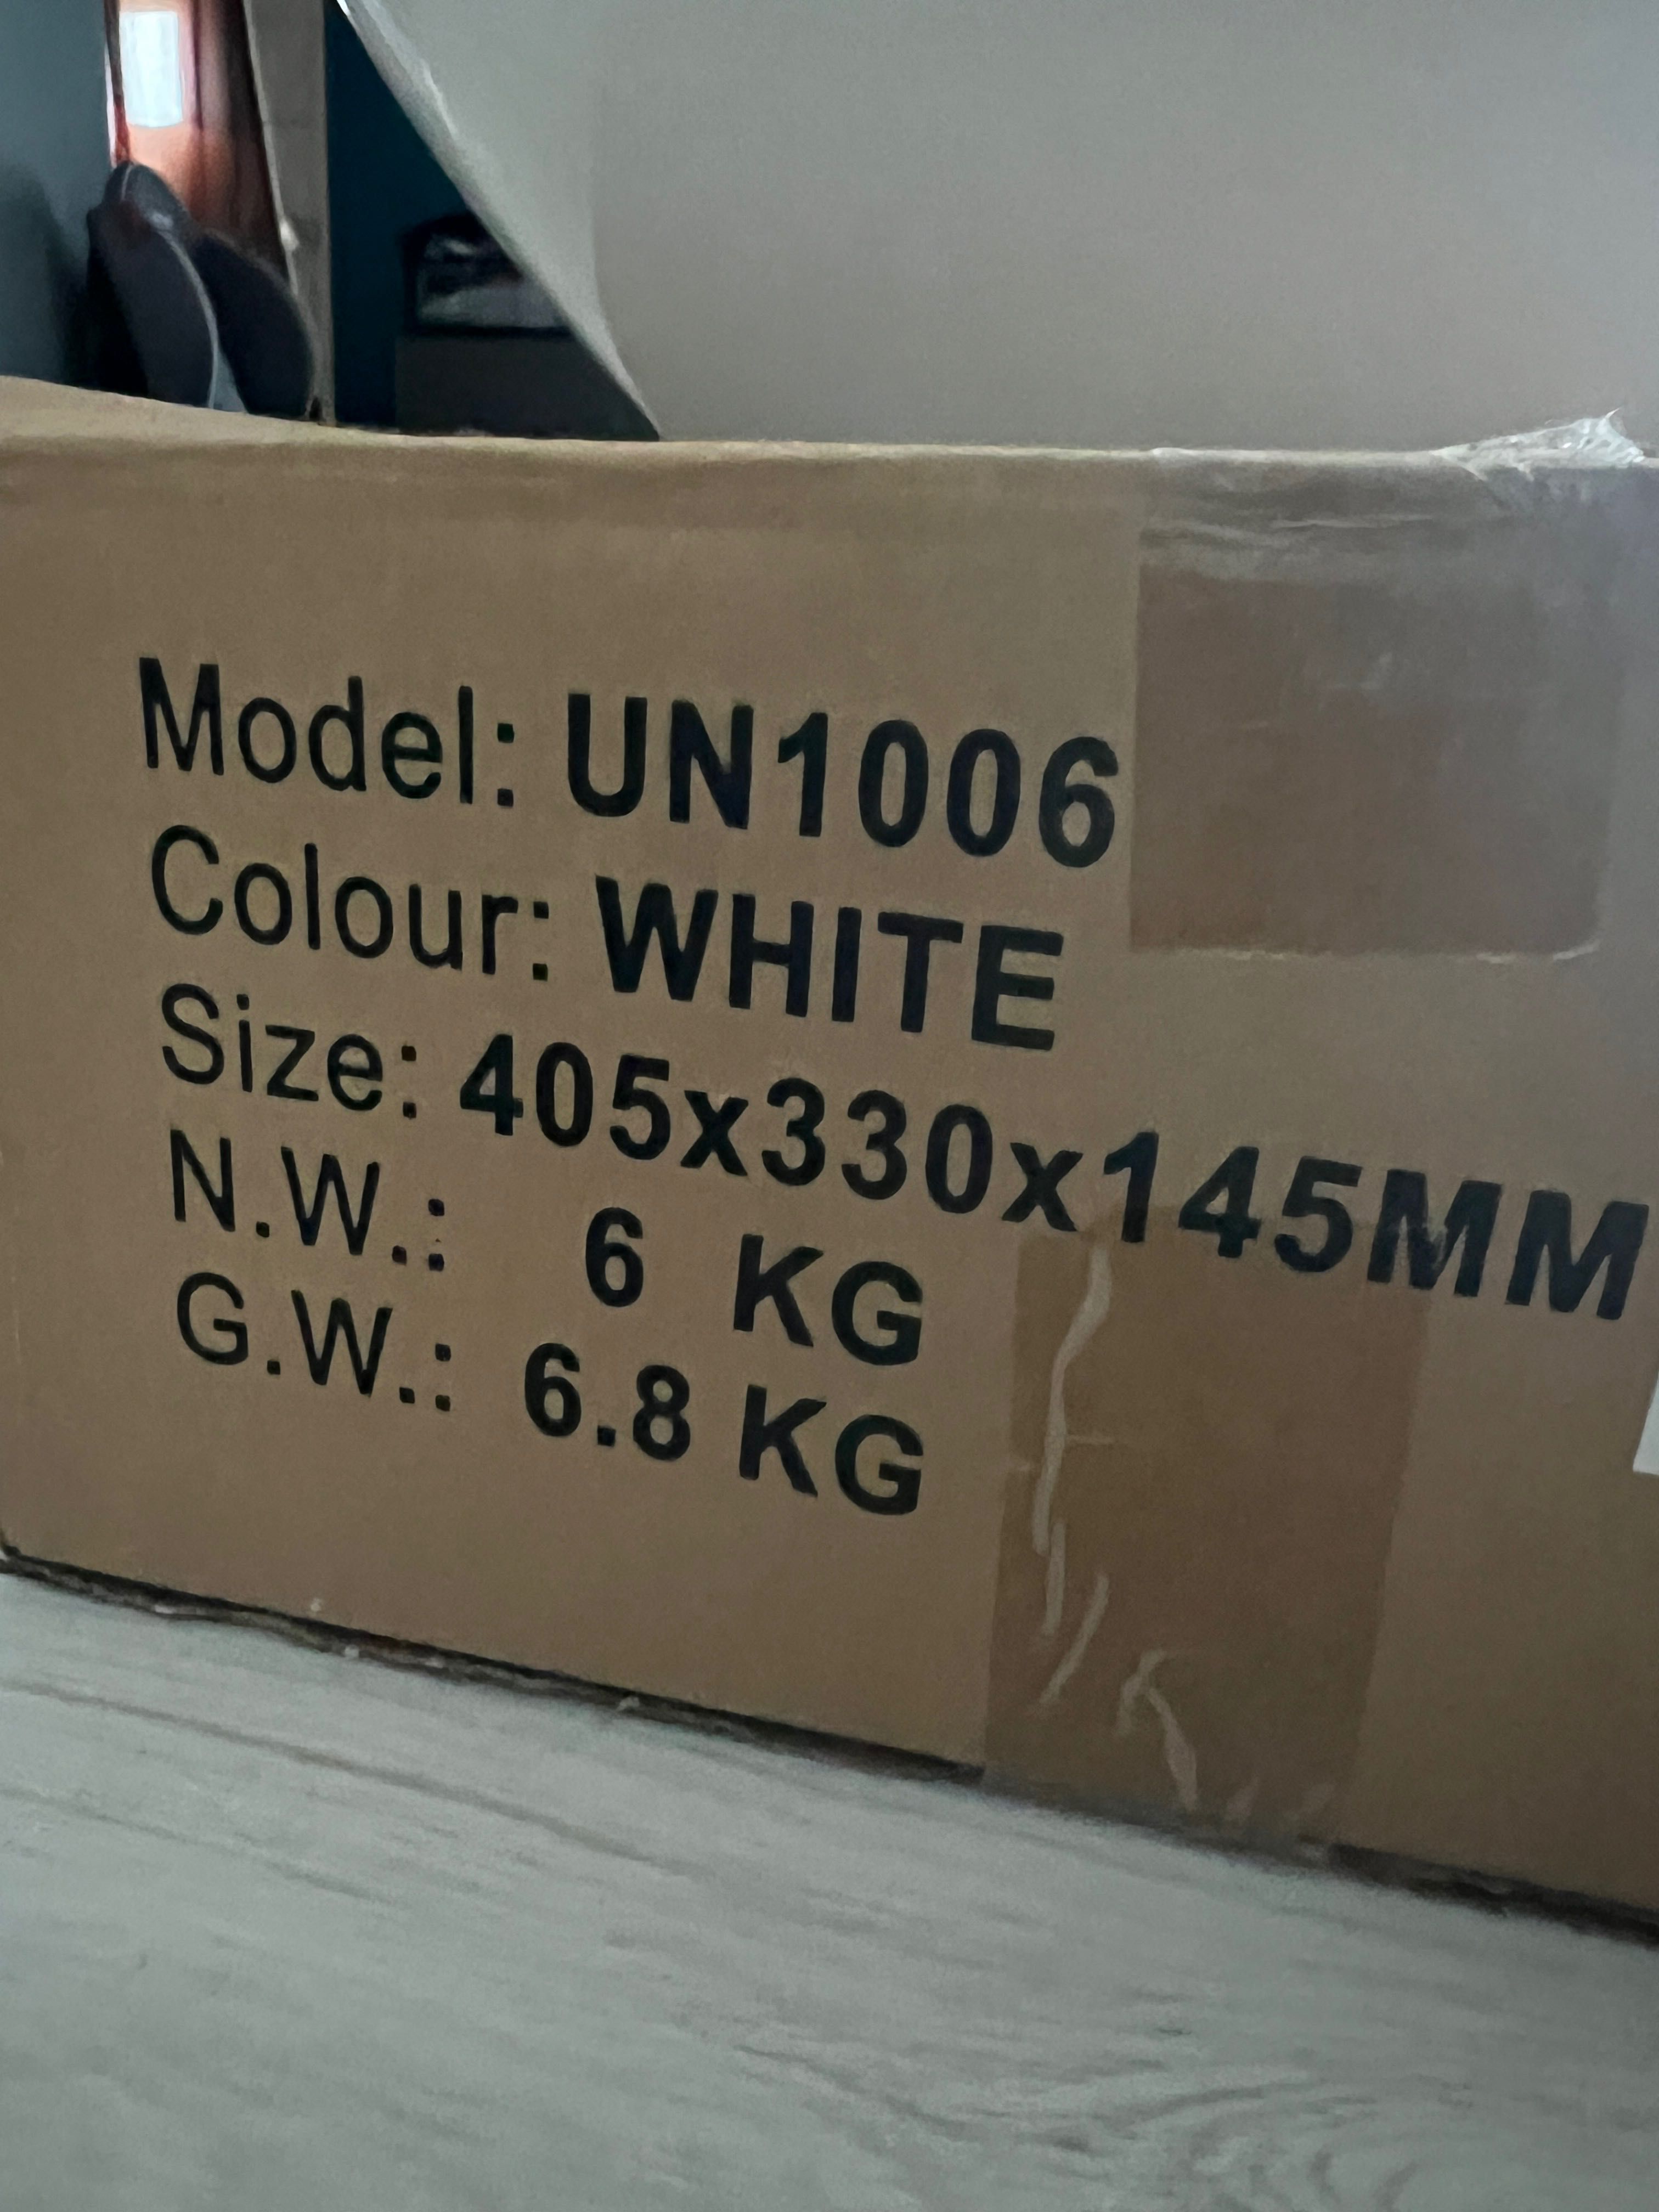 Model: UN1006
Colour: WHITE
Size: 405x330x145MM
N.W.: 6 KG
G.W.: 6.8 KG